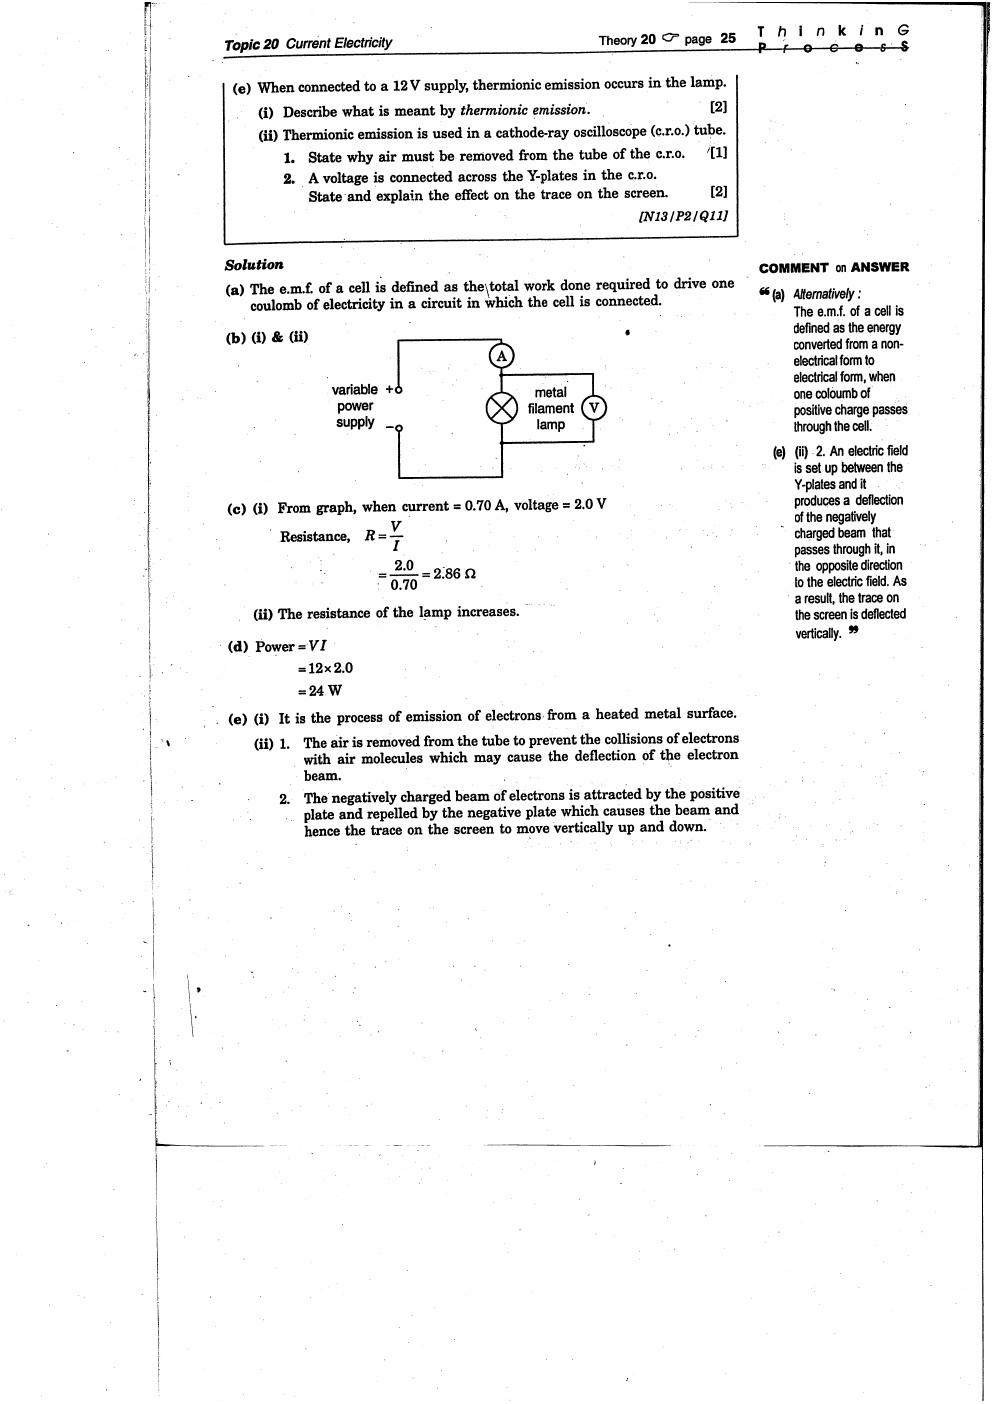 Topic 20 Current Electricity
Theory 20 ☞ page 25
T h i n k i n G
P r o c e s S
(e) When connected to a 12 V supply, thermionic emission occurs in the lamp.
(i) Describe what is meant by thermionic emission. [2]
(ii) Thermionic emission is used in a cathode-ray oscilloscope (c.r.o.) tube.
1. State why air must be removed from the tube of the c.r.o. [1]
2. A voltage is connected across the Y-plates in the c.r.o.
State and explain the effect on the trace on the screen. [2]
[N13/P2/Q11]
Solution
(a) The e.m.f. of a cell is defined as the total work done required to drive one
coulomb of electricity in a circuit in which the cell is connected.
(b) (i) & (ii)
A
variable +
power
supply –
metal
filament
lamp
V
(c) (i) From graph, when current = 0.70 A, voltage = 2.0 V
Resistance, R = V/I
= 2.0/0.70 = 2.86 Ω
(ii) The resistance of the lamp increases.
(d) Power = VI
= 12 × 2.0
= 24 W
(e) (i) It is the process of emission of electrons from a heated metal surface.
(ii) 1. The air is removed from the tube to prevent the collisions of electrons
with air molecules which may cause the deflection of the electron
beam.
2. The negatively charged beam of electrons is attracted by the positive
plate and repelled by the negative plate which causes the beam and
hence the trace on the screen to move vertically up and down.
COMMENT on ANSWER
“ (a) Alternatively :
The e.m.f. of a cell is
defined as the energy
converted from a non-
electrical form to
electrical form, when
one coloumb of
positive charge passes
through the cell.
(e) (ii) 2. An electric field
is set up between the
Y-plates and it
produces a deflection
of the negatively
charged beam that
passes through it, in
the opposite direction
to the electric field. As
a result, the trace on
the screen is deflected
vertically. ”